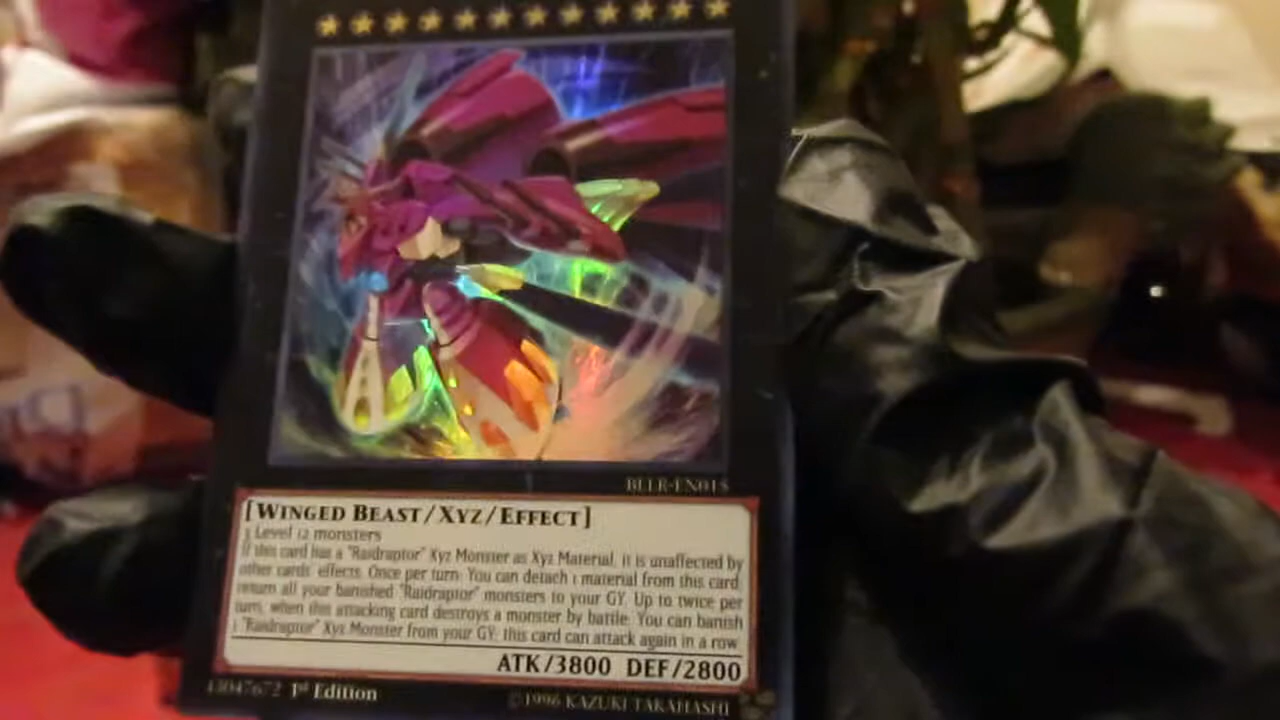 BLLR-EN015
[WINGED BEAST/XYZ/EFFECT]
3 Level 12 monsters
If this card has a "Raidraptor" Xyz Monster as Xyz Material, it is unaffected by
other cards' effects. Once per turn: You can detach 1 material from this card;
return all your banished "Raidraptor" monsters to your GY. Up to twice per
turn, when this attacking card destroys a monster by battle: You can banish
1 "Raidraptor" Xyz Monster from your GY; this card can attack again in a row.
ATK/3800 DEF/2800
1st Edition
©1996 KAZUKI TAKAHASHI